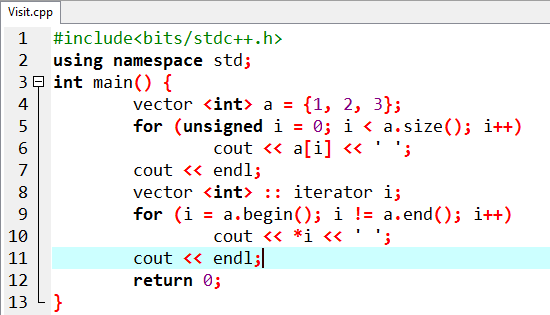 Visit.cpp
1 #include<bits/stdc++.h>
2 using namespace std;
3 int main() {
4 vector <int> a = {1, 2, 3};
5 for (unsigned i = 0; i < a.size(); i++)
6 cout << a[i] << ' ';
7 cout << endl;
8 vector <int> :: iterator i;
9 for (i = a.begin(); i != a.end(); i++)
10 cout << *i << ' ';
11 cout << endl;
12 return 0;
13 }